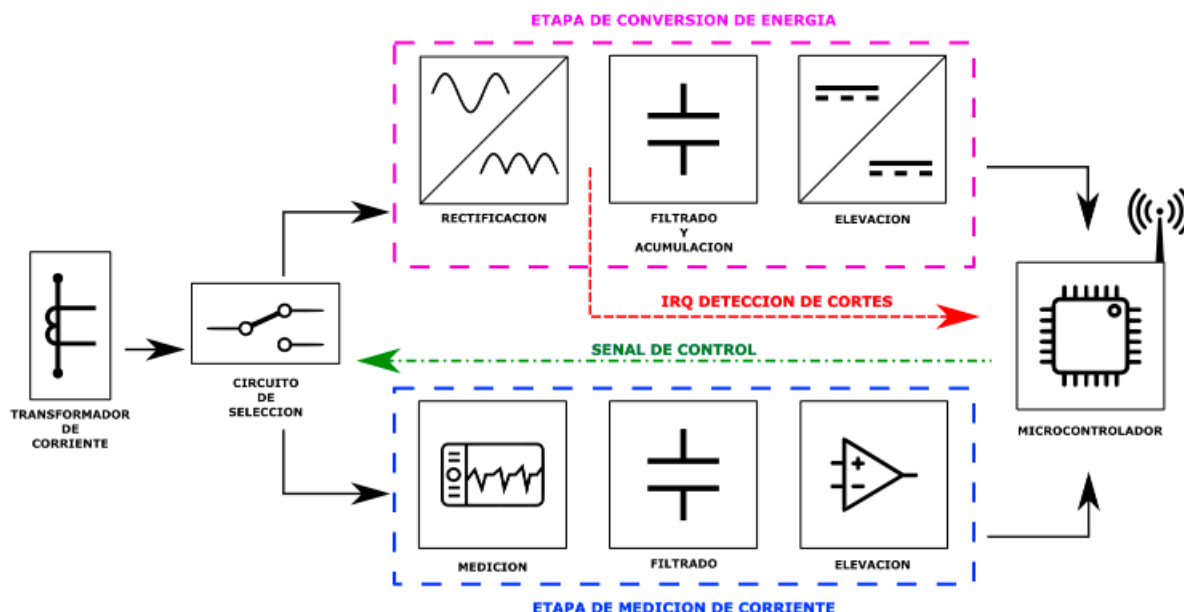 ETAPA DE CONVERSION DE ENERGIA
RECTIFICACION
FILTRADO
Y
ACUMULACION
ELEVACION
IRQ DETECCION DE CORTES
SENAL DE CONTROL
TRANSFORMADOR
DE
CORRIENTE
CIRCUITO
DE
SELECCION
MICROCONTROLADOR
MEDICION
FILTRADO
ELEVACION
ETAPA DE MEDICION DE CORRIENTE